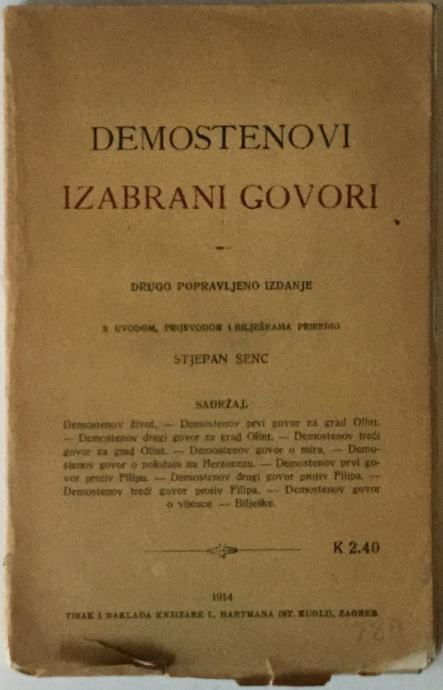 DEMOSTENOVI
IZABRANI GOVORI
DRUGO POPRAVLJENO IZDANJE
S UVODOM, PRIJEVODOM I BILJEŠKAMA PRIREDIO
STJEPAN SENC
SADRŽAJ.
Demostenov život. — Demostenov prvi govor za grad Olint.
— Demostenov drugi govor za grad Olint. — Demostenov treći
govor za grad Olint. — Demostenov govor o miru. — Demo-
stenov govor o položaju na Herzonezu. — Demostenov prvi go-
vor protiv Filipa. — Demostenov drugi govor protiv Filipa. —
Demostenov treći govor protiv Filipa. — Demostenov govor
o vijencu — Bilješke.
K 2.40
1914
TISAK I NAKLADA KNJIŽARE L. HARTMANA (ST. KUGLI), ZAGREB